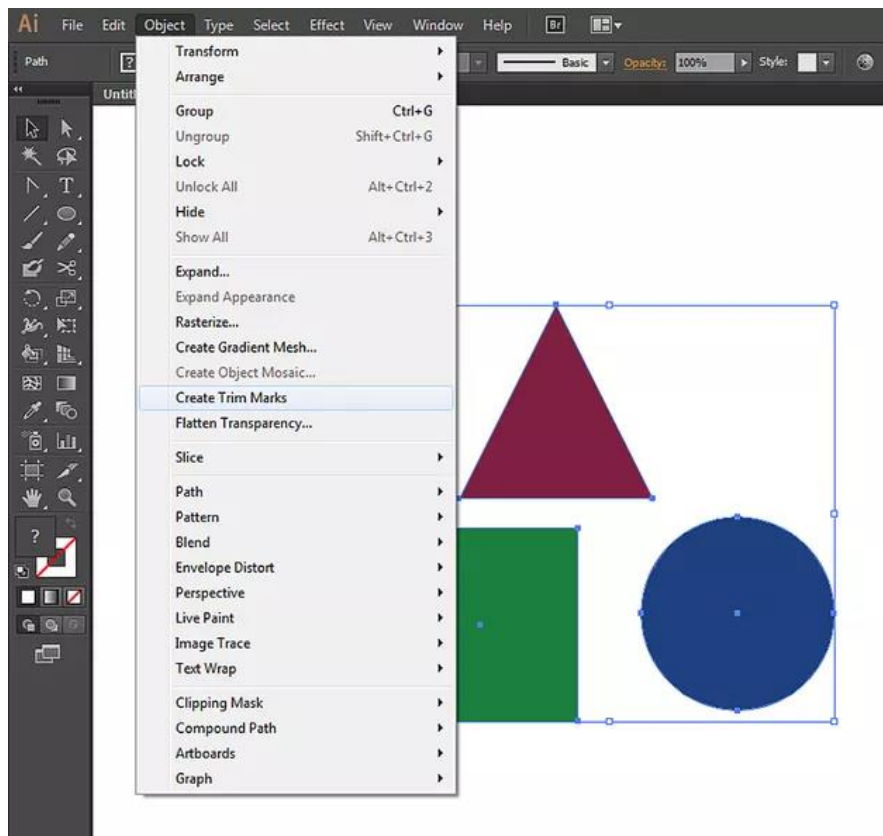 Ai File Edit Object Type Select Effect View Window Help Br
Path ? Basic Opacity: 100% Style:
Untitl
Transform
Arrange
Group Ctrl+G
Ungroup Shift+Ctrl+G
Lock
Unlock All Alt+Ctrl+2
Hide
Show All Alt+Ctrl+3
Expand...
Expand Appearance
Rasterize...
Create Gradient Mesh...
Create Object Mosaic...
Create Trim Marks
Flatten Transparency...
Slice
Path
Pattern
Blend
Envelope Distort
Perspective
Live Paint
Image Trace
Text Wrap
Clipping Mask
Compound Path
Artboards
Graph
T
?